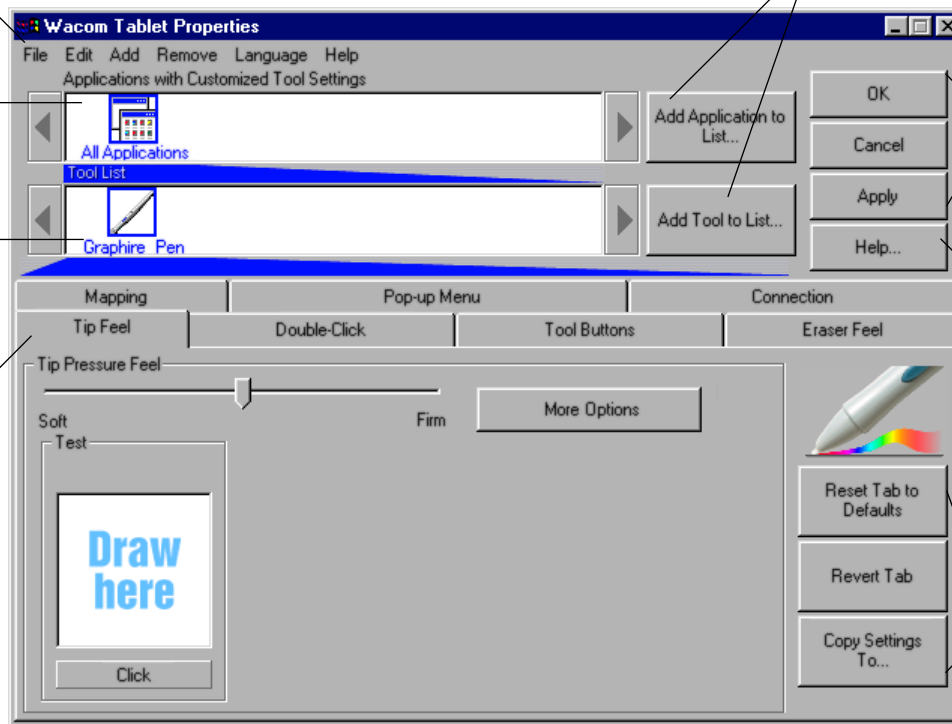 Wacom Tablet Properties
File Edit Add Remove Language Help
Applications with Customized Tool Settings
All Applications
Add Application to
List...
OK
Cancel
Tool List
Graphire Pen
Add Tool to List...
Apply
Help...
Mapping Pop-up Menu Connection
Tip Feel Double-Click Tool Buttons Eraser Feel
Tip Pressure Feel
Soft Firm
More Options
Test
Draw
here
Click
Reset Tab to
Defaults
Revert Tab
Copy Settings
To...